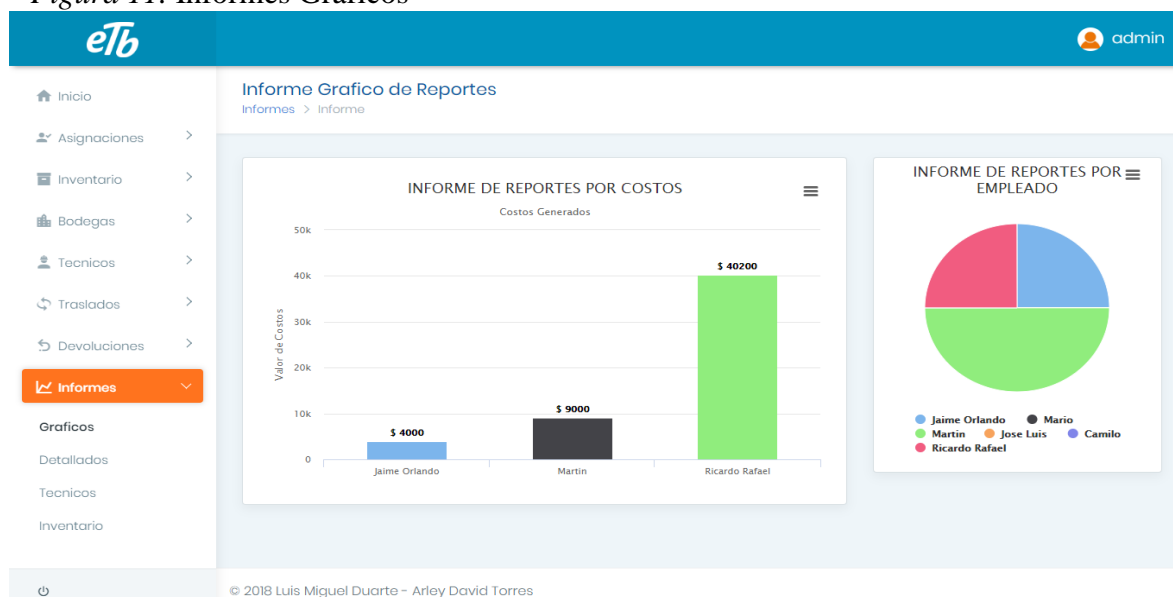 Figura 11. Informes Graficos
eTb
admin
Inicio
Asignaciones
Inventario
Bodegas
Tecnicos
Traslados
Devoluciones
Informes
Graficos
Detallados
Tecnicos
Inventario
Informe Grafico de Reportes
Informes > Informe
INFORME DE REPORTES POR COSTOS
Costos Generados
Valor de Costos
50k
40k
30k
20k
10k
0
$ 4000
$ 9000
$ 40200
Jaime Orlando
Martin
Ricardo Rafael
INFORME DE REPORTES POR
EMPLEADO
Jaime Orlando Mario
Martin Jose Luis Camilo
Ricardo Rafael
© 2018 Luis Miguel Duarte - Arley David Torres